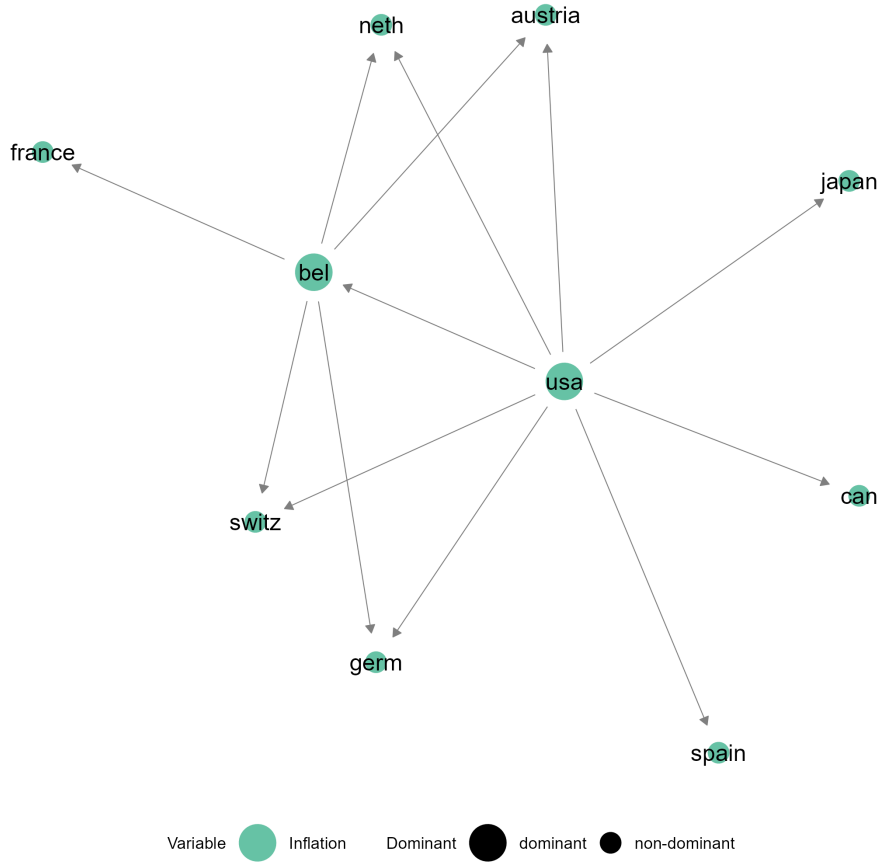 austria
neth
france
japan
bel
usa
can
switz
germ
spain
Variable Inflation Dominant dominant non-dominant